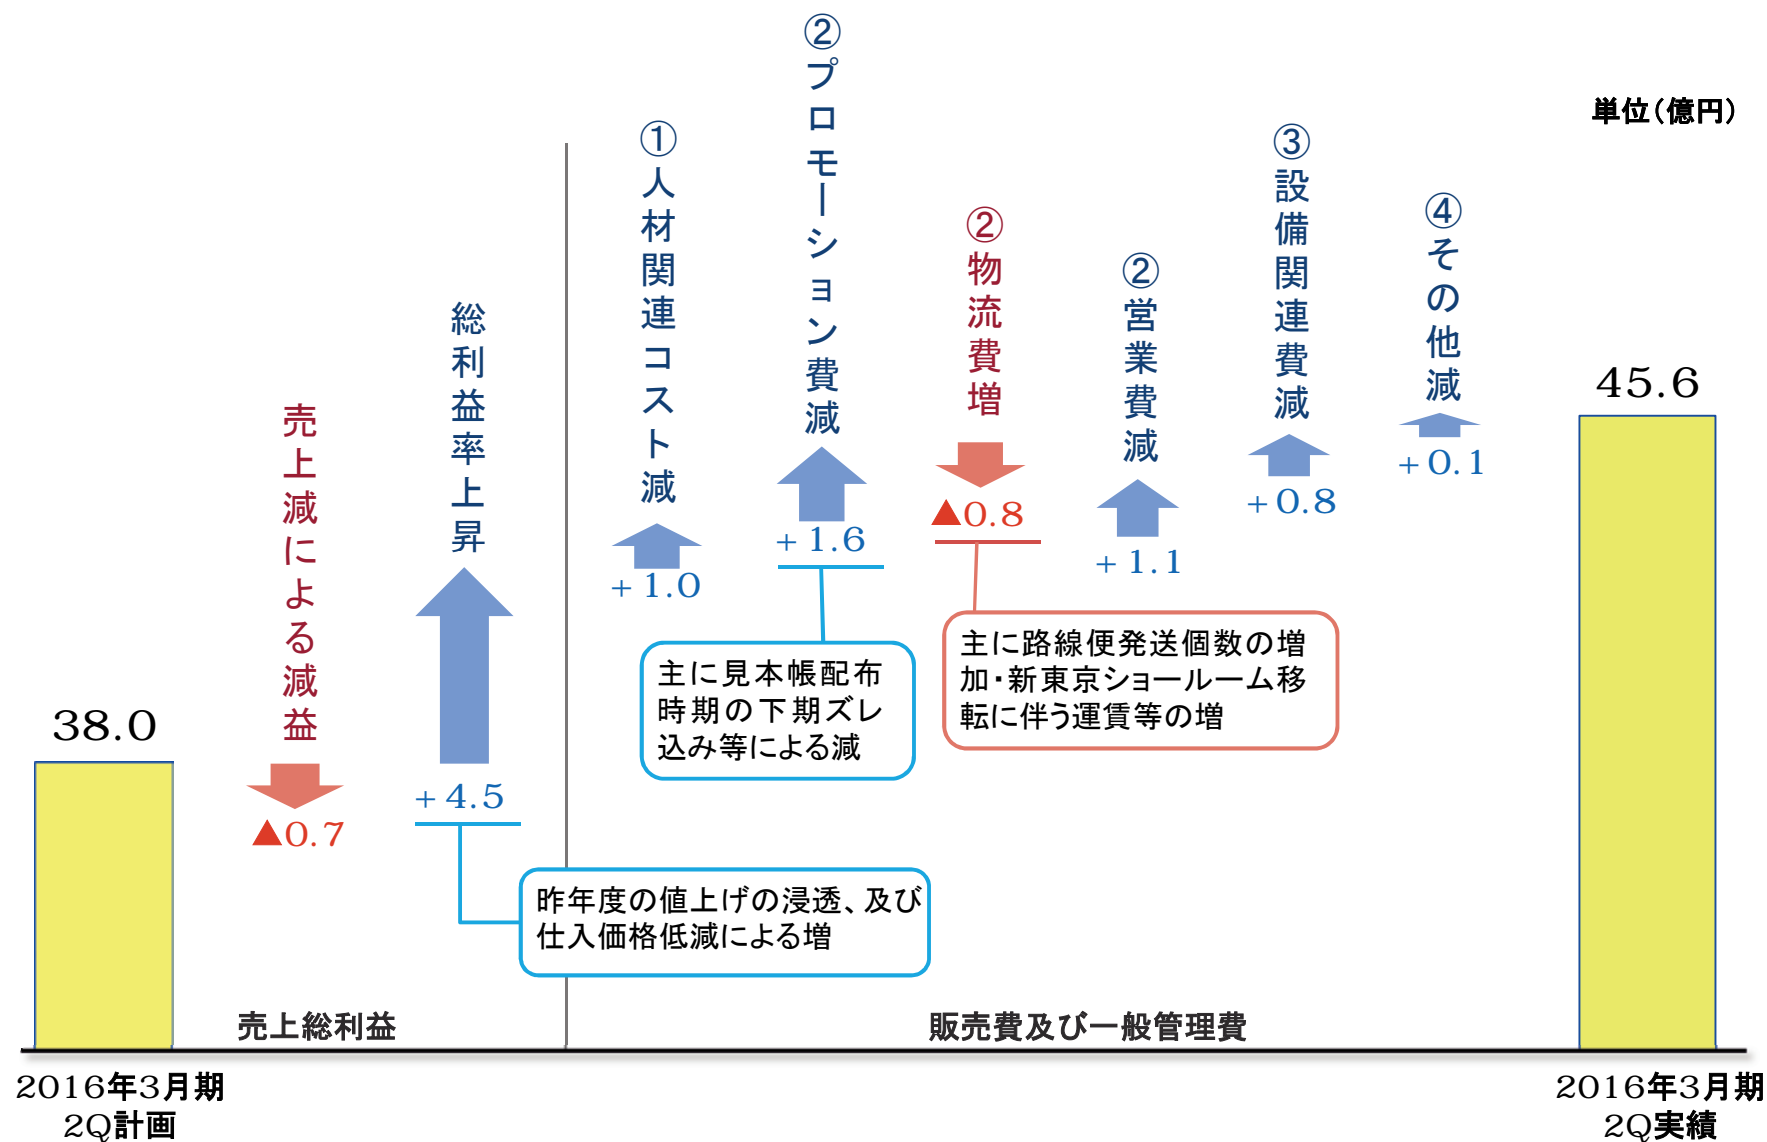 単位(億円)
38.0
売上減による減益
▲0.7
総利益率上昇
+4.5
昨年度の値上げの浸透、及び
仕入価格低減による増
①人材関連コスト減
+1.0
②プロモーション費減
+1.6
主に見本帳配布
時期の下期ズレ
込み等による減
②物流費増
▲0.8
主に路線便発送個数の増
加・新東京ショールーム移
転に伴う運賃等の増
②営業費減
+1.1
③設備関連費減
+0.8
④その他減
+0.1
45.6
売上総利益
販売費及び一般管理費
2016年3月期
2Q計画
2016年3月期
2Q実績